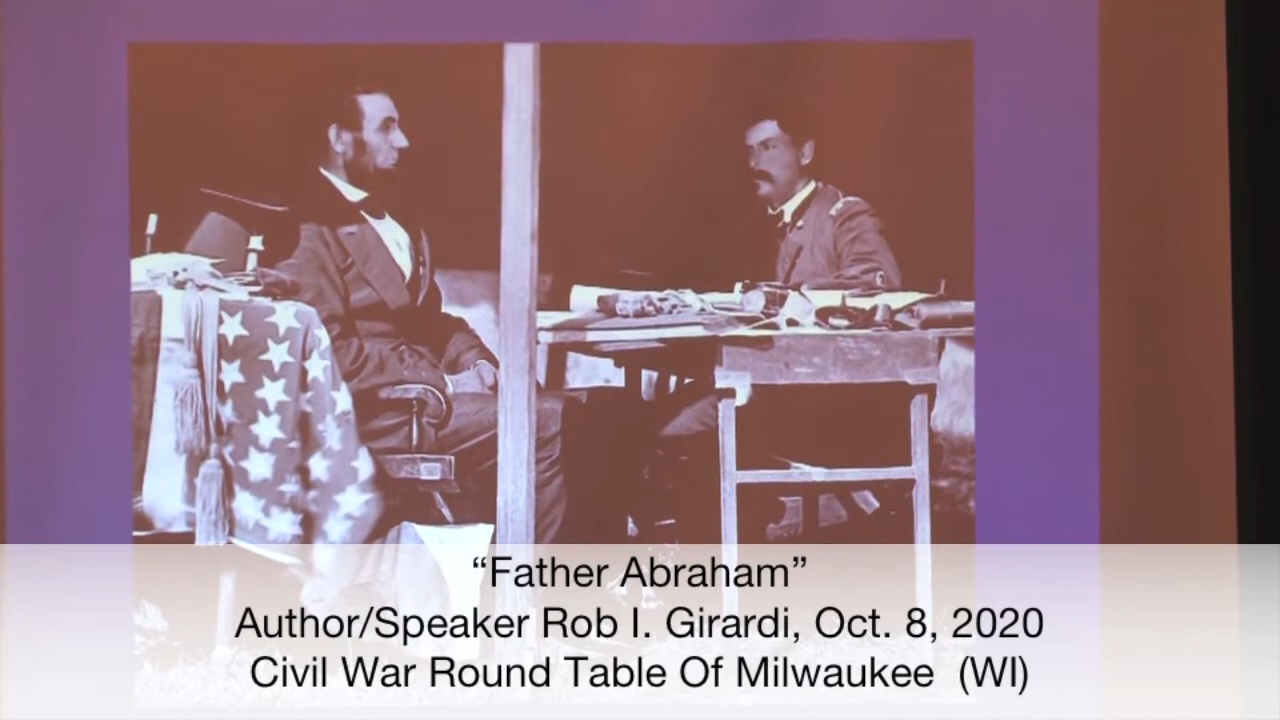 “Father Abraham”
Author/Speaker Rob I. Girardi, Oct. 8, 2020
Civil War Round Table Of Milwaukee (WI)